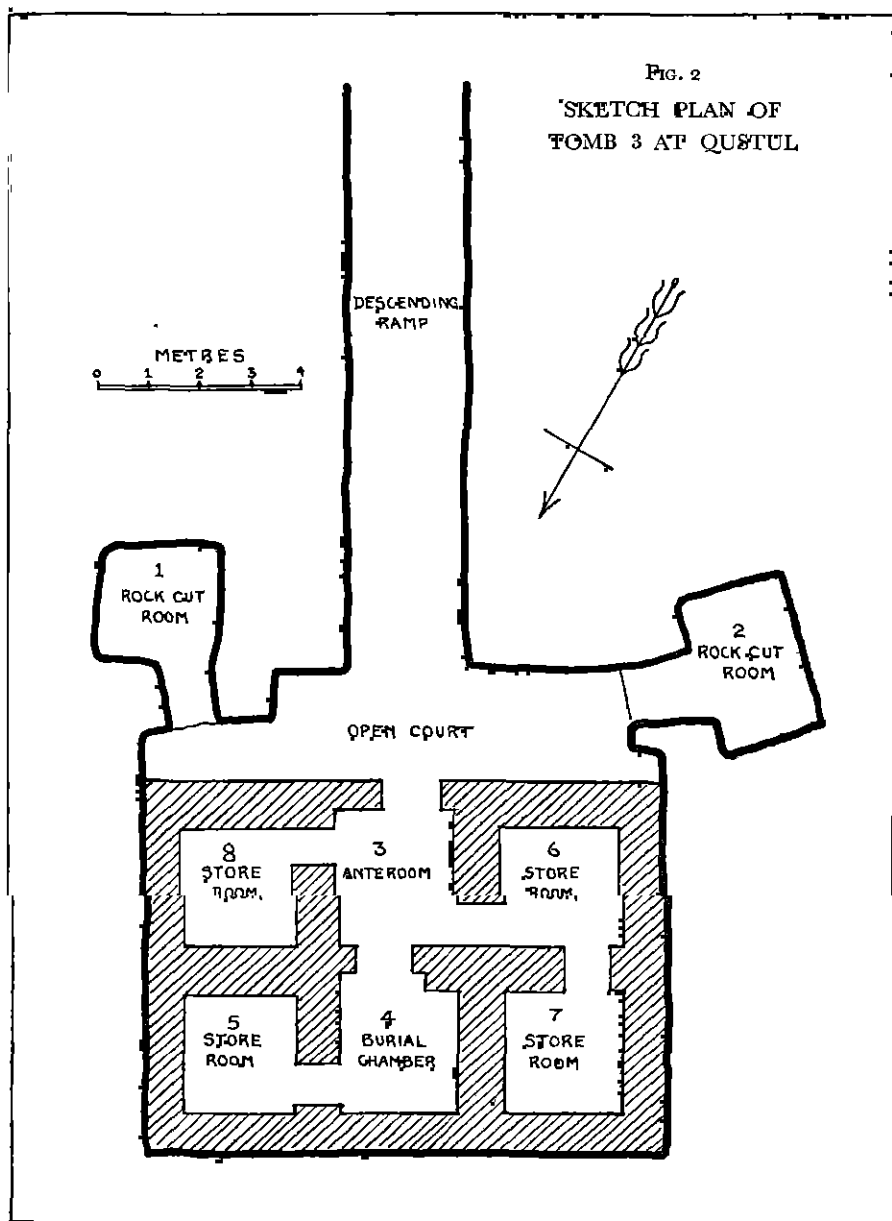 FIG. 2
SKETCH PLAN OF
TOMB 3 AT QUSTUL
DESCENDING
RAMP
METRES
0 1 2 3 4
1
ROCK CUT
ROOM
2
ROCK CUT
ROOM
OPEN COURT
8
STORE
ROOM
3
ANTEROOM
6
STORE
ROOM
5
STORE
ROOM
4
BURIAL
CHAMBER
7
STORE
ROOM